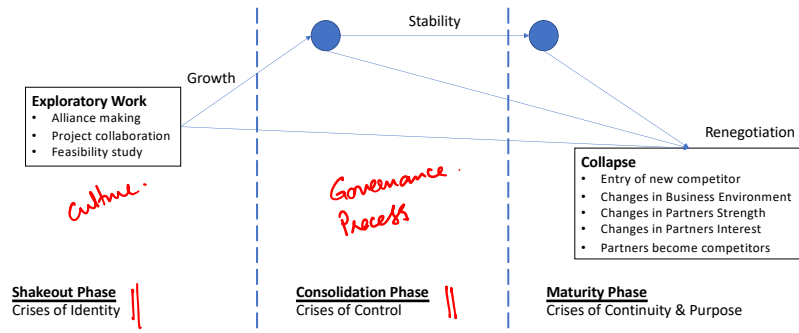 Stability
Growth
Exploratory Work
• Alliance making
• Project collaboration
• Feasibility study
Renegotiation
Collapse
• Entry of new competitor
• Changes in Business Environment
• Changes in Partners Strength
• Changes in Partners Interest
• Partners become competitors
Culture.
Governance.
Process
Shakeout Phase
Crises of Identity
Consolidation Phase
Crises of Control
Maturity Phase
Crises of Continuity & Purpose